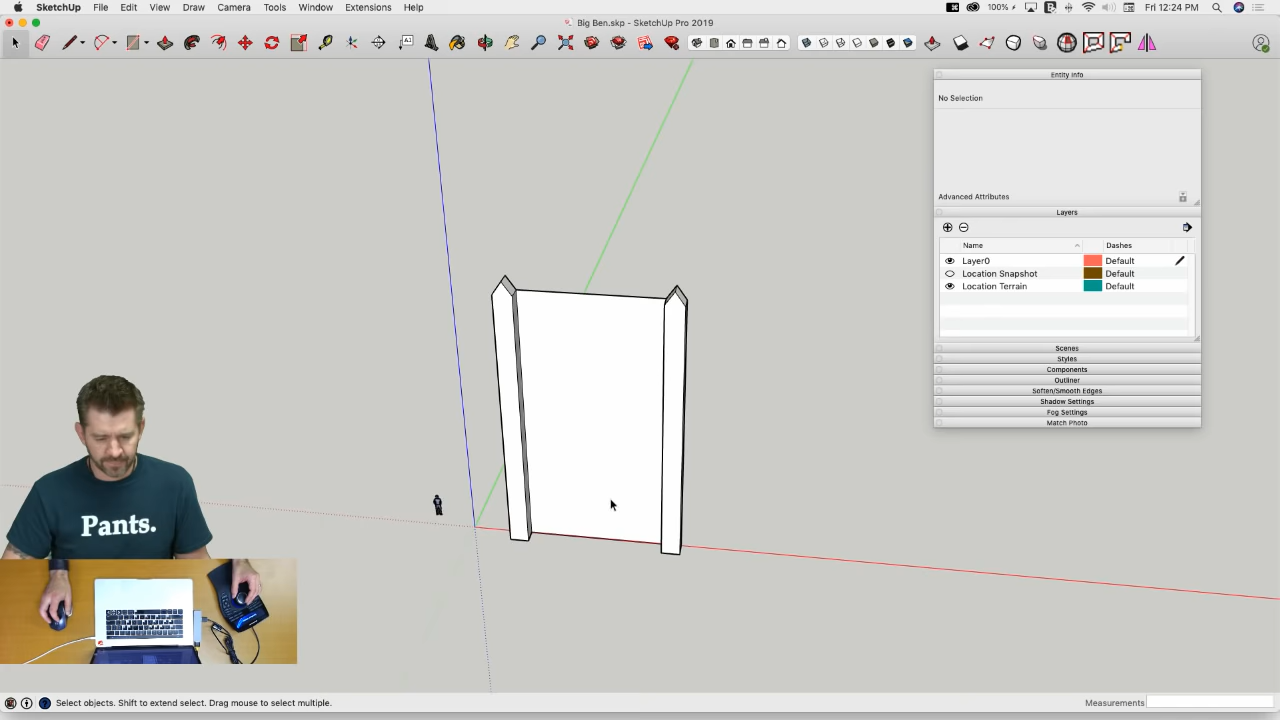 SketchUp File Edit View Draw Camera Tools Window Extensions Help 100% Fri 12:24 PM
Big Ben.skp - SketchUp Pro 2019
Entity Info
No Selection
Advanced Attributes
Layers
Name Dashes
Layer0 Default
Location Snapshot Default
Location Terrain Default
Scenes
Styles
Components
Outliner
Soften/Smooth Edges
Shadow Settings
Fog Settings
Match Photo
Pants.
Select objects. Shift to extend select. Drag mouse to select multiple.
Measurements